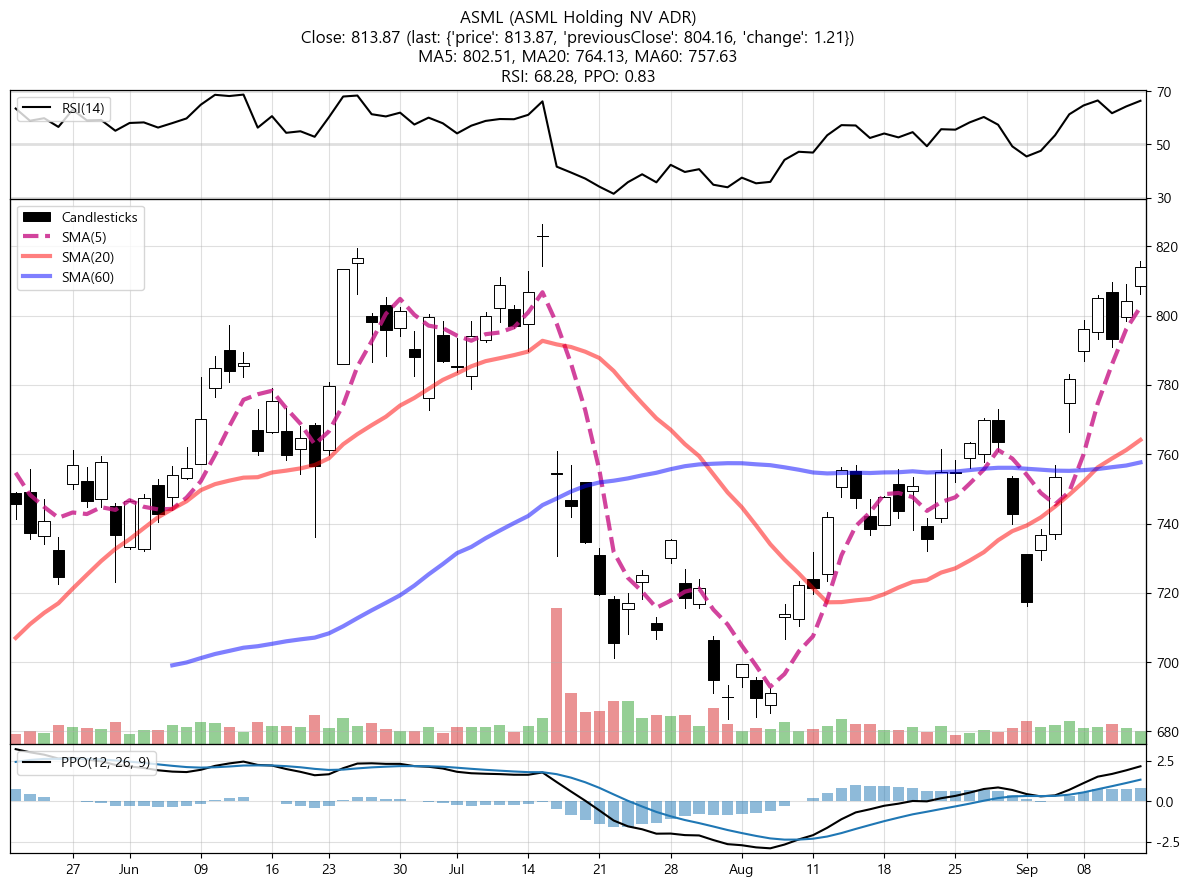 ASML (ASML Holding NV ADR)
Close: 813.87 (last: {'price': 813.87, 'previousClose': 804.16, 'change': 1.21})
MA5: 802.51, MA20: 764.13, MA60: 757.63
RSI: 68.28, PPO: 0.83
RSI(14)
70
50
30
Candlesticks
SMA(5)
SMA(20)
SMA(60)
820
800
780
760
740
720
700
680
PPO(12, 26, 9)
2.5
0.0
−2.5
27 Jun 09 16 23 30 Jul 14 21 28 Aug 11 18 25 Sep 08